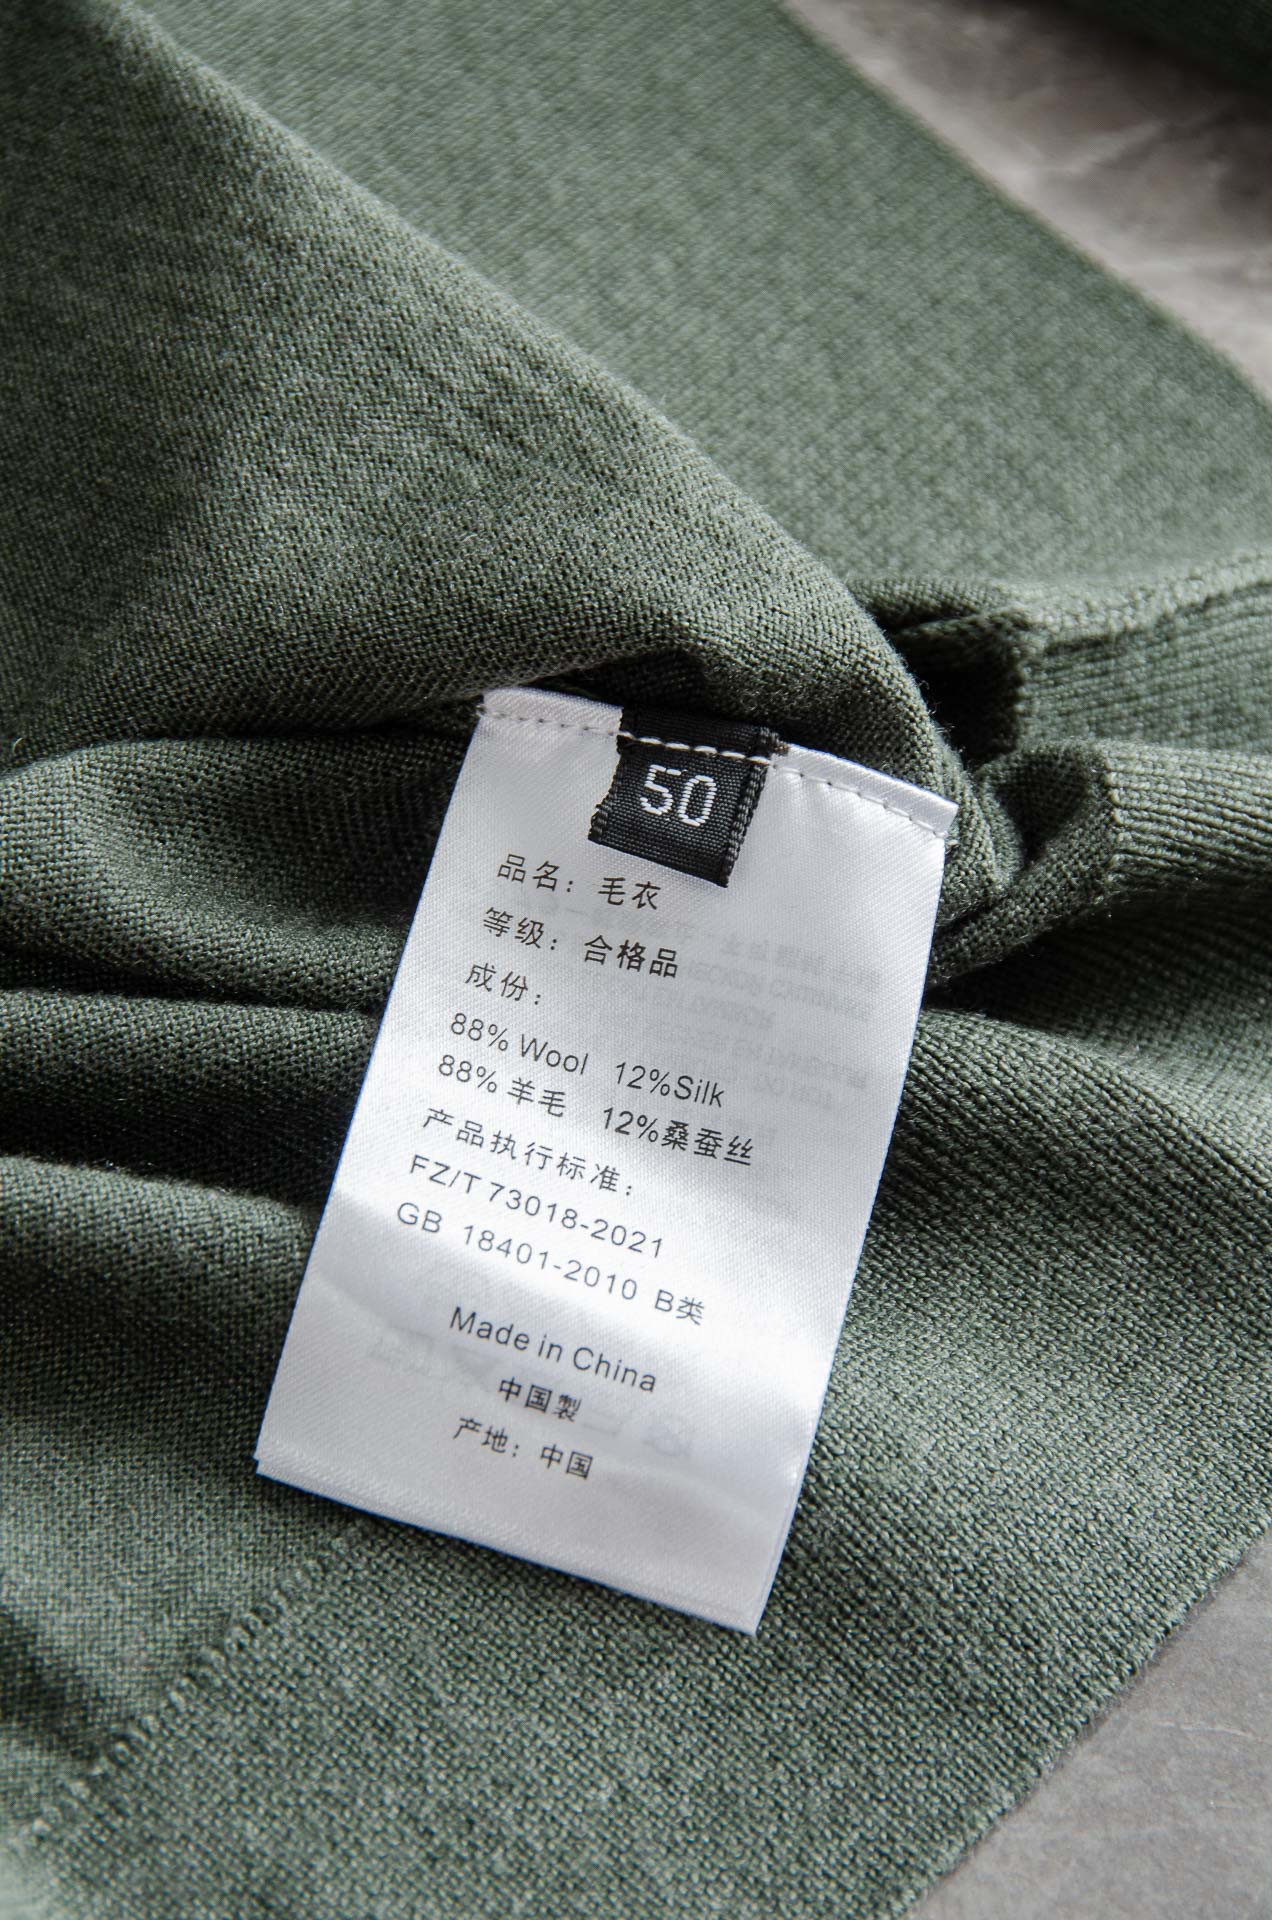 50
品名：毛衣
等级：合格品
成份：
88% Wool 12%Silk
88% 羊毛 12%桑蚕丝
产品执行标准：
FZ/T 73018-2021
GB 18401-2010 B类
Made in China
中国製
产地：中国